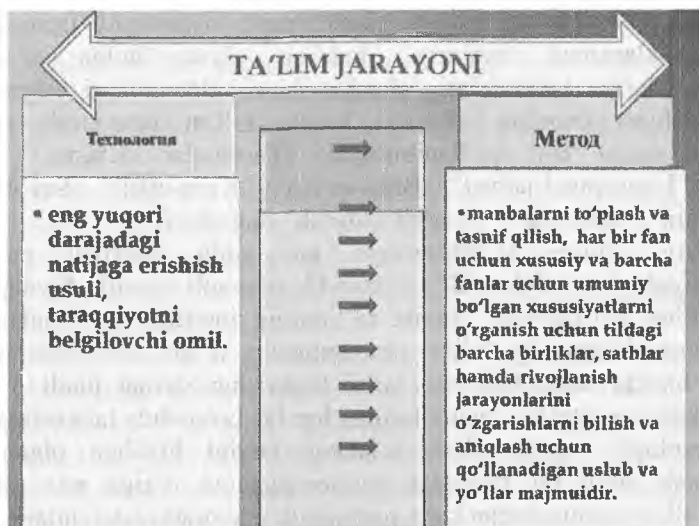 TA'LIM JARAYONI
Технология
• eng yuqori
darajadagi
natijaga erishish
usuli,
taraqqiyotni
belgilovchi omil.
Метод
•manbalarni to'plash va
tasnif qilish, har bir fan
uchun xususiy va barcha
fanlar uchun umumiy
bo'lgan xususiyatlarni
o'rganish uchun tildagi
barcha birliklar, sathlar
hamda rivojlanish
jarayonlarini
o'zgarishlarni bilish va
aniqlash uchun
qo'llanadigan uslub va
yo'llar majmuidir.